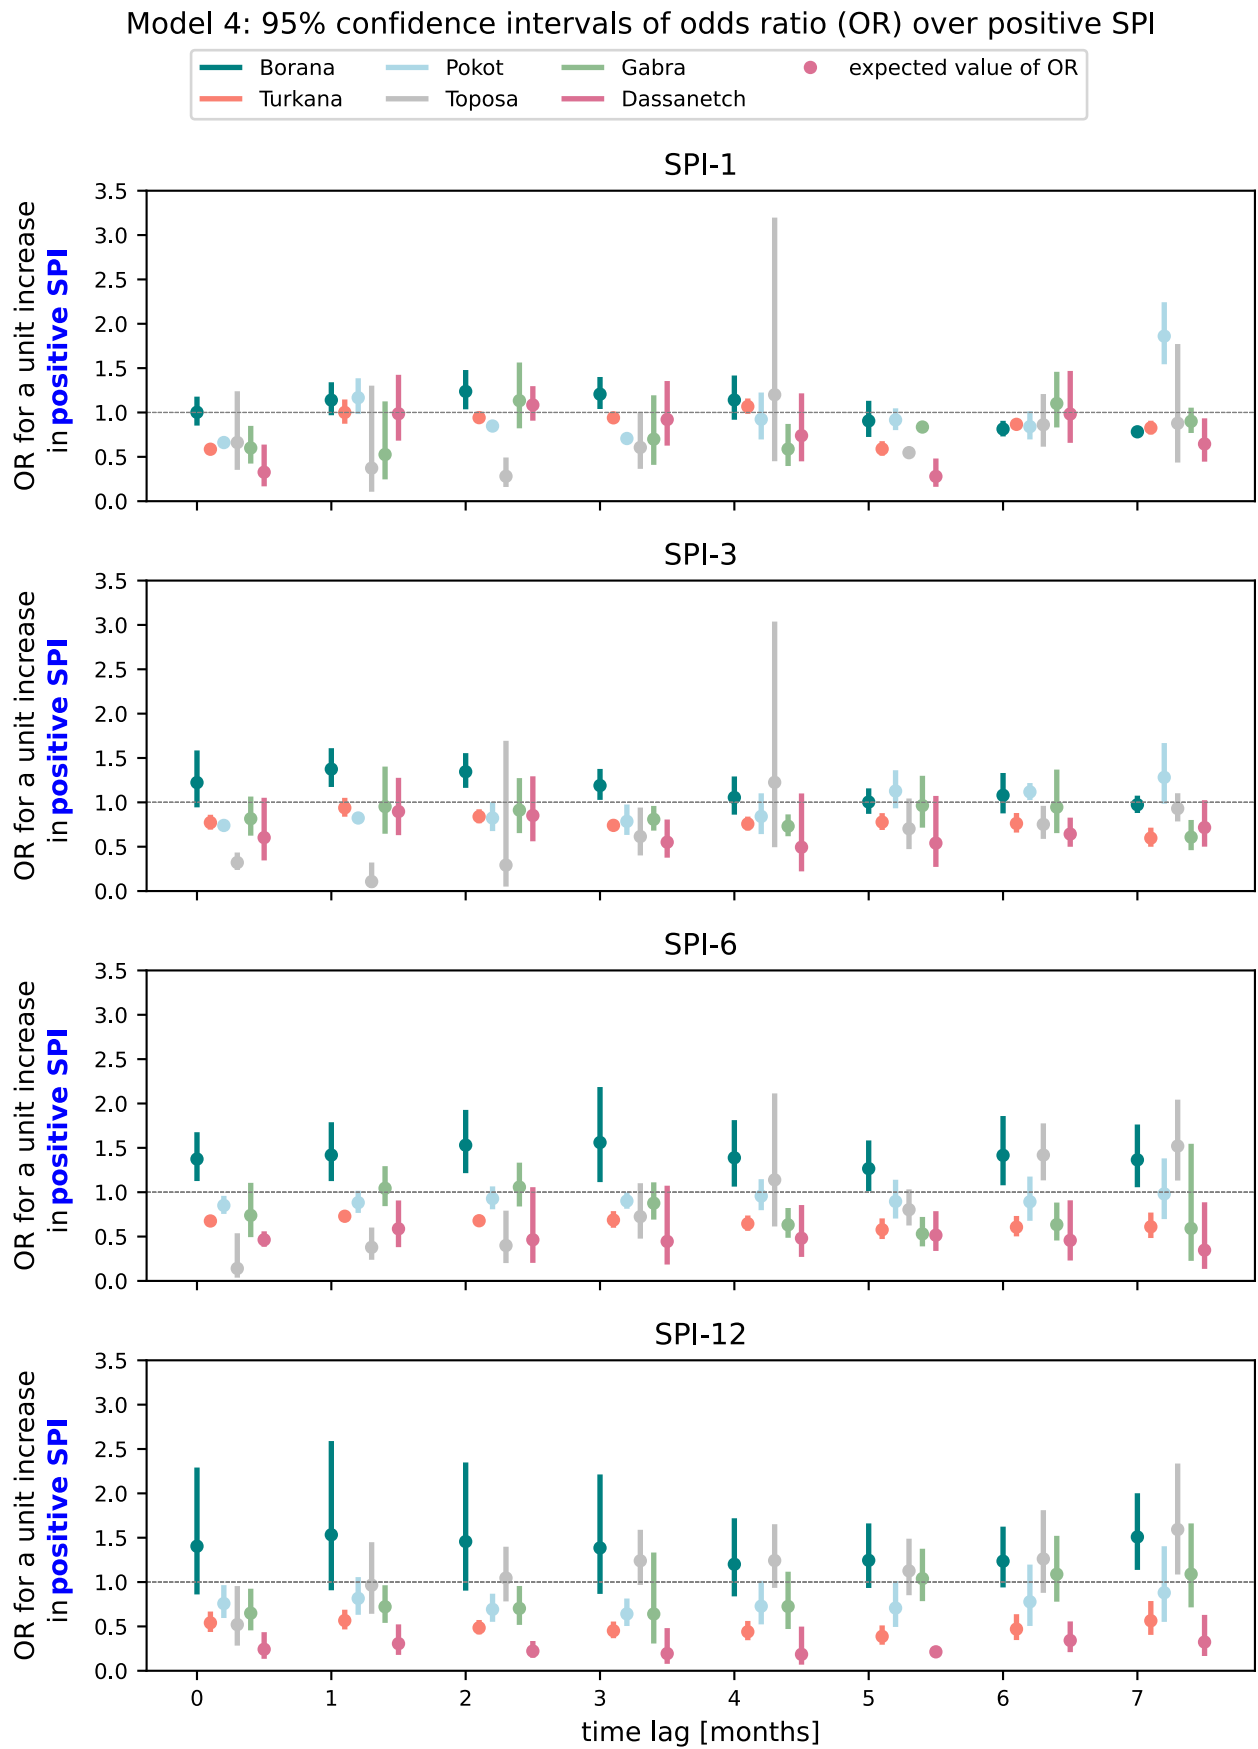 Model 4: 95% confidence intervals of odds ratio (OR) over positive SPI
Borana Pokot Gabra expected value of OR
Turkana Toposa Dassanetch
SPI-1
OR for a unit increase
in positive SPI
3.5
3.0
2.5
2.0
1.5
1.0
0.5
0.0
SPI-3
OR for a unit increase
in positive SPI
3.5
3.0
2.5
2.0
1.5
1.0
0.5
0.0
SPI-6
OR for a unit increase
in positive SPI
3.5
3.0
2.5
2.0
1.5
1.0
0.5
0.0
SPI-12
OR for a unit increase
in positive SPI
3.5
3.0
2.5
2.0
1.5
1.0
0.5
0.0
0 1 2 3 4 5 6 7
time lag [months]